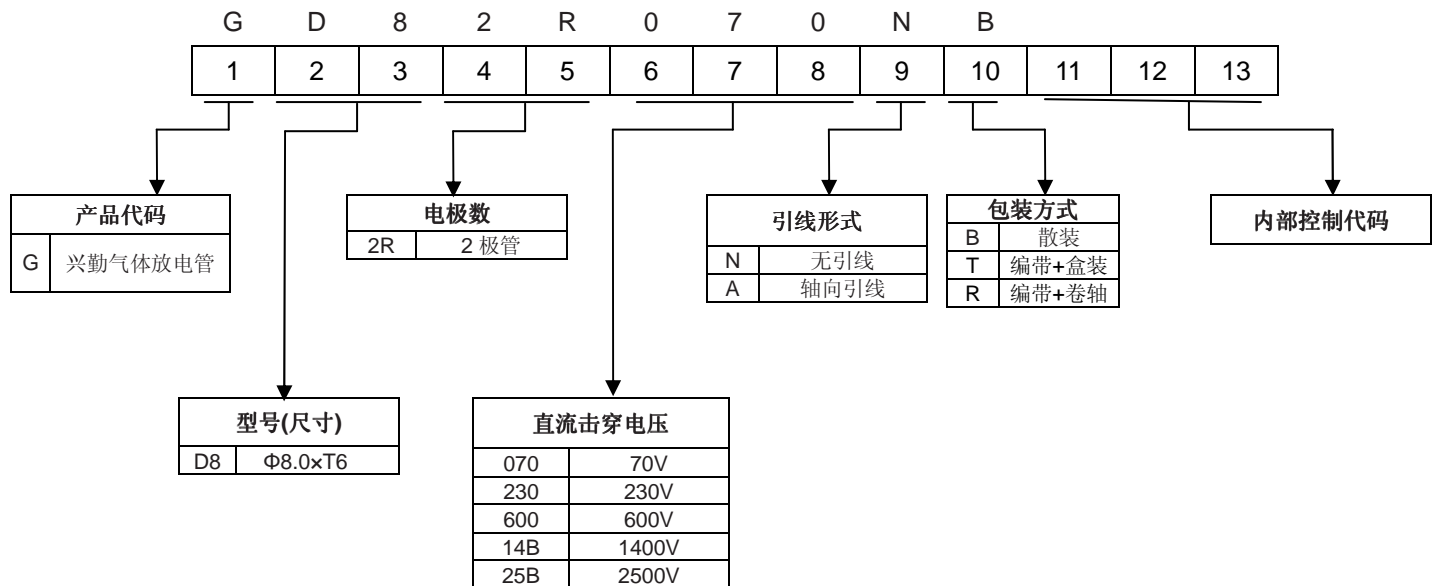 G D 8 2 R 0 7 0 N B
1 2 3 4 5 6 7 8 9 10 11 12 13
产品代码
G 兴勤气体放电管
电极数
2R 2 极管
引线形式
N 无引线
A 轴向引线
包装方式
B 散装
T 编带+盒装
R 编带+卷轴
内部控制代码
型号(尺寸)
D8 Φ8.0×T6
直流击穿电压
070 70V
230 230V
600 600V
14B 1400V
25B 2500V